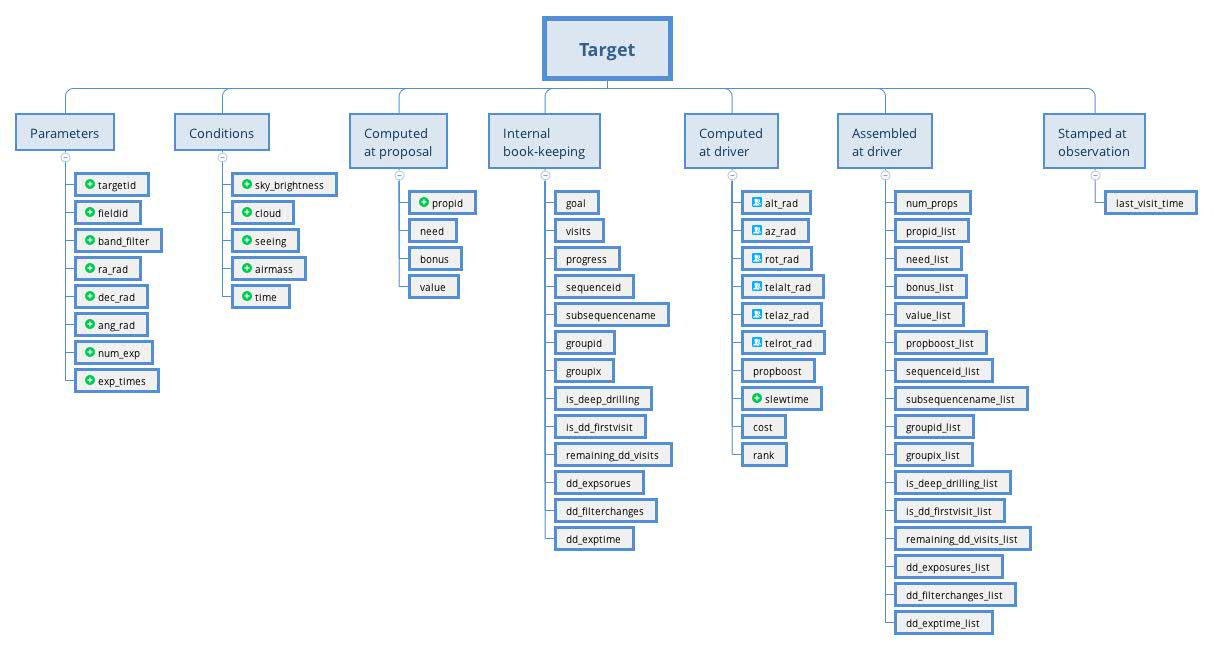 Target
Parameters
targetid
fieldid
band_filter
ra_rad
dec_rad
ang_rad
num_exp
exp_times
Conditions
sky_brightness
cloud
seeing
airmass
time
Computed
at proposal
propid
need
bonus
value
Internal
book-keeping
goal
visits
progress
sequenceid
subsequencename
groupid
groupix
is_deep_drilling
is_dd_firstvisit
remaining_dd_visits
dd_expsorues
dd_filterchanges
dd_exptime
Computed
at driver
alt_rad
az_rad
rot_rad
telalt_rad
telaz_rad
telrot_rad
propboost
slewtime
cost
rank
Assembled
at driver
num_props
propid_list
need_list
bonus_list
value_list
propboost_list
sequenceid_list
subsequencename_list
groupid_list
groupix_list
is_deep_drilling_list
is_dd_firstvisit_list
remaining_dd_visits_list
dd_exposures_list
dd_filterchanges_list
dd_exptime_list
Stamped at
observation
last_visit_time